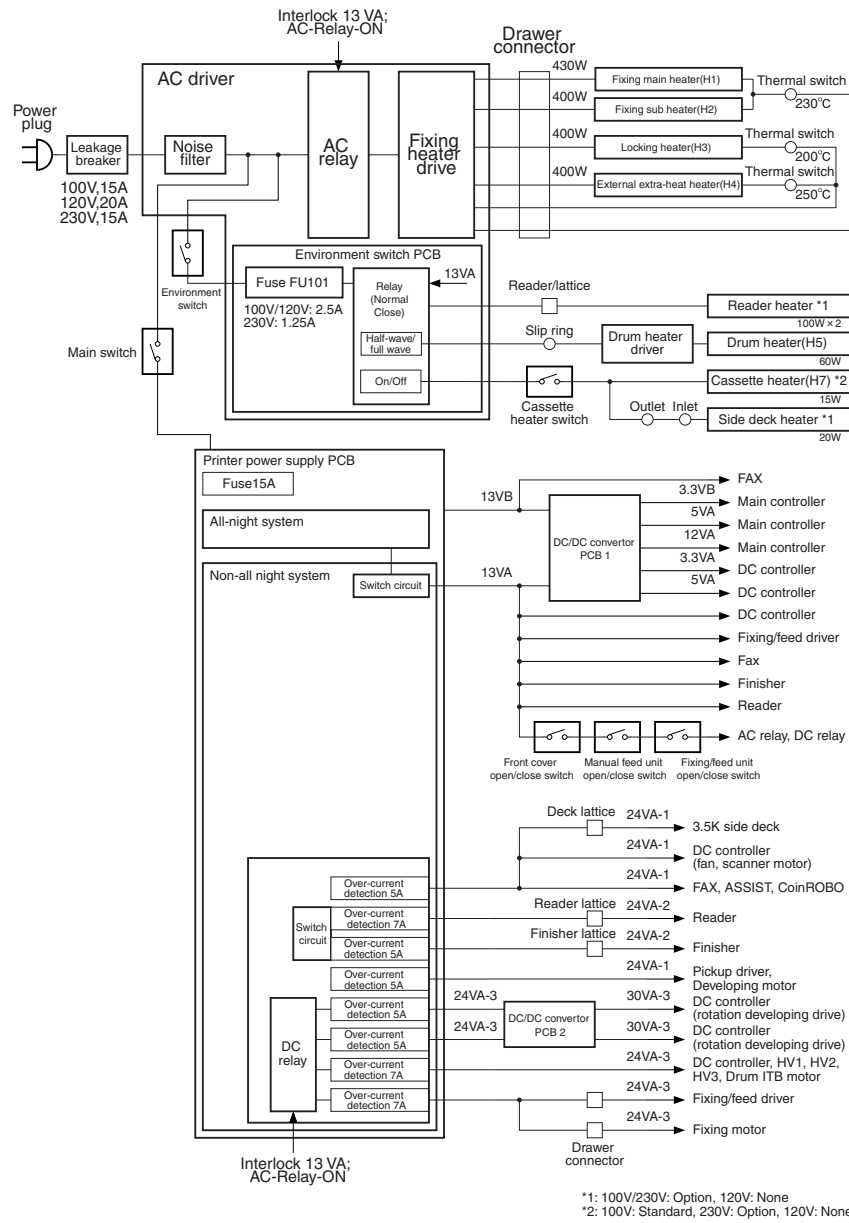 Interlock 13 VA;
AC-Relay-ON
Drawer
connector
AC driver
430W
Fixing main heater(H1)
Thermal switch
230°C
400W
Fixing sub heater(H2)
Power
plug
Leakage
breaker
Noise
filter
AC
relay
Fixing
heater
drive
400W
Locking heater(H3)
Thermal switch
200°C
400W
External extra-heat heater(H4)
Thermal switch
250°C
100V,15A
120V,20A
230V,15A
Environment switch PCB
Environment
switch
Fuse FU101
100V/120V: 2.5A
230V: 1.25A
Relay
(Normal
Close)
13VA
Half-wave/
full wave
On/Off
Reader/lattice
Reader heater *1
100W × 2
Slip ring
Drum heater
driver
Drum heater(H5)
60W
Main switch
Cassette
heater switch
Cassette heater(H7) *2
15W
Outlet Inlet
Side deck heater *1
20W
Printer power supply PCB
Fuse15A
All-night system
Non-all night system
Switch circuit
13VB
13VA
DC/DC convertor
PCB 1
FAX
3.3VB
Main controller
5VA
Main controller
12VA
Main controller
3.3VA
DC controller
5VA
DC controller
DC controller
Fixing/feed driver
Fax
Finisher
Reader
AC relay, DC relay
Front cover
open/close switch
Manual feed unit
open/close switch
Fixing/feed unit
open/close switch
Deck lattice
24VA-1
3.5K side deck
24VA-1
DC controller
(fan, scanner motor)
24VA-1
FAX, ASSIST, CoinROBO
Over-current
detection 5A
Switch
circuit
Over-current
detection 7A
Reader lattice
24VA-2
Reader
Over-current
detection 5A
Finisher lattice
24VA-2
Finisher
Over-current
detection 5A
24VA-1
Pickup driver,
Developing motor
DC
relay
Over-current
detection 5A
24VA-3
DC/DC convertor
PCB 2
30VA-3
DC controller
(rotation developing drive)
Over-current
detection 5A
24VA-3
30VA-3
DC controller
(rotation developing drive)
Over-current
detection 7A
24VA-3
DC controller, HV1, HV2,
HV3, Drum ITB motor
Over-current
detection 7A
24VA-3
Fixing/feed driver
24VA-3
Fixing motor
Drawer
connector
Interlock 13 VA;
AC-Relay-ON
*1: 100V/230V: Option, 120V: None
*2: 100V: Standard, 230V: Option, 120V: None